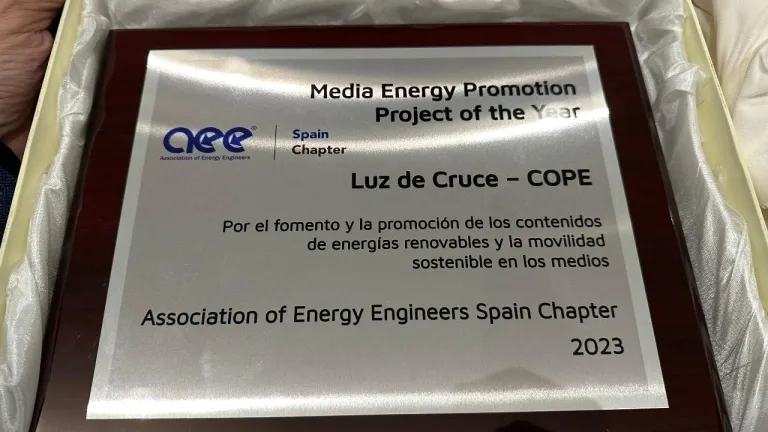 Media Energy Promotion
Project of the Year
aee®
Association of Energy Engineers
Spain
Chapter
Luz de Cruce – COPE
Por el fomento y la promoción de los contenidos
de energías renovables y la movilidad
sostenible en los medios
Association of Energy Engineers Spain Chapter
2023